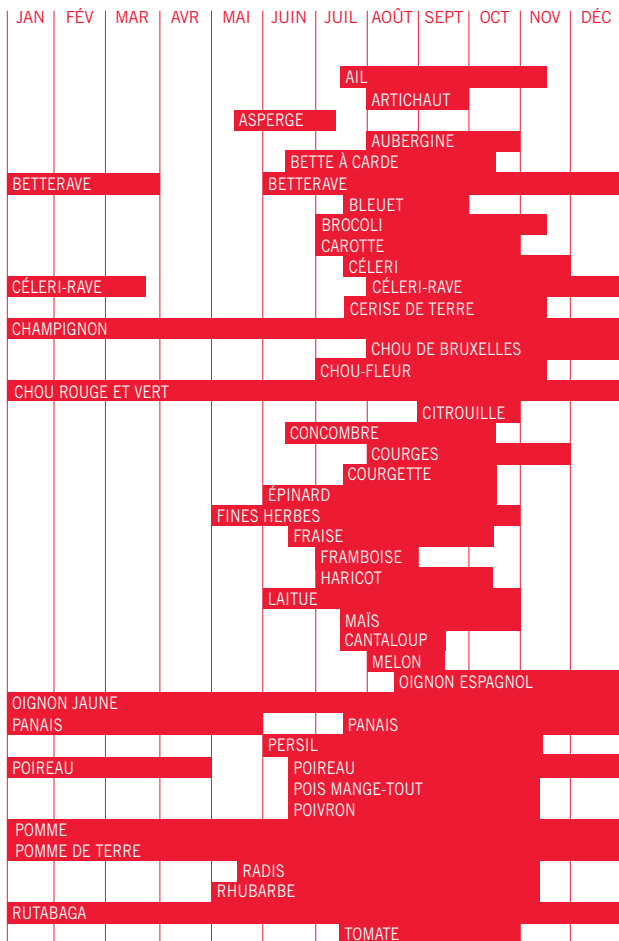 JAN FÉV MAR AVR MAI JUIN JUIL AOÛT SEPT OCT NOV DÉC
AIL
ARTICHAUT
ASPERGE
AUBERGINE
BETTE À CARDE
BETTERAVE BETTERAVE
BLEUET
BROCOLI
CAROTTE
CÉLERI
CÉLERI-RAVE CÉLERI-RAVE
CERISE DE TERRE
CHAMPIGNON
CHOU DE BRUXELLES
CHOU-FLEUR
CHOU ROUGE ET VERT
CITROUILLE
CONCOMBRE
COURGES
COURGETTE
ÉPINARD
FINES HERBES
FRAISE
FRAMBOISE
HARICOT
LAITUE
MAÏS
CANTALOUP
MELON
OIGNON ESPAGNOL
OIGNON JAUNE
PANAIS PANAIS
PERSIL
POIREAU POIREAU
POIS MANGE-TOUT
POIVRON
POMME
POMME DE TERRE
RADIS
RHUBARBE
RUTABAGA
TOMATE